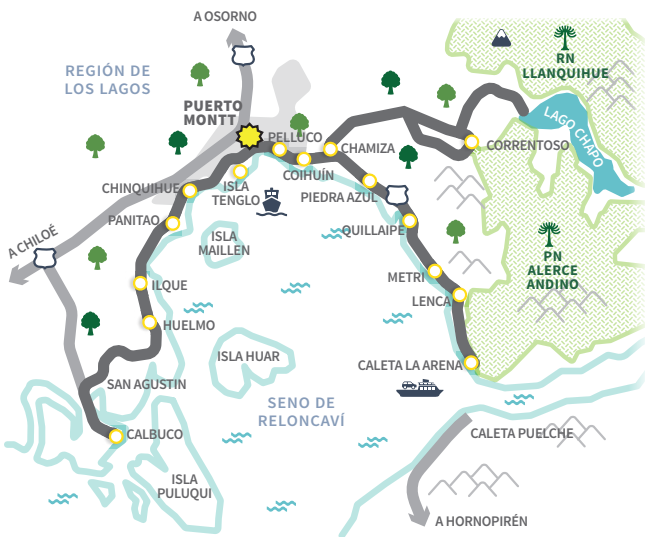 A OSORNO
REGIÓN DE
LOS LAGOS
RN
LLANQUIHUE
PUERTO
MONTT
LAGO CHAPO
PELLUCO
CHAMIZA
CORRENTOSO
COIHUÍN
CHINQUIHUE
ISLA
TENGLO
PIEDRA AZUL
PANITAO
QUILLAIPE
A CHILOÉ
ISLA
MAILLEN
PN
ALERCE
ANDINO
METRI
ILQUE
LENCA
HUELMO
ISLA HUAR
CALETA LA ARENA
SAN AGUSTIN
SENO DE
RELONCAVÍ
CALBUCO
CALETA PUELCHE
ISLA
PULUQUI
A HORNOPIRÉN